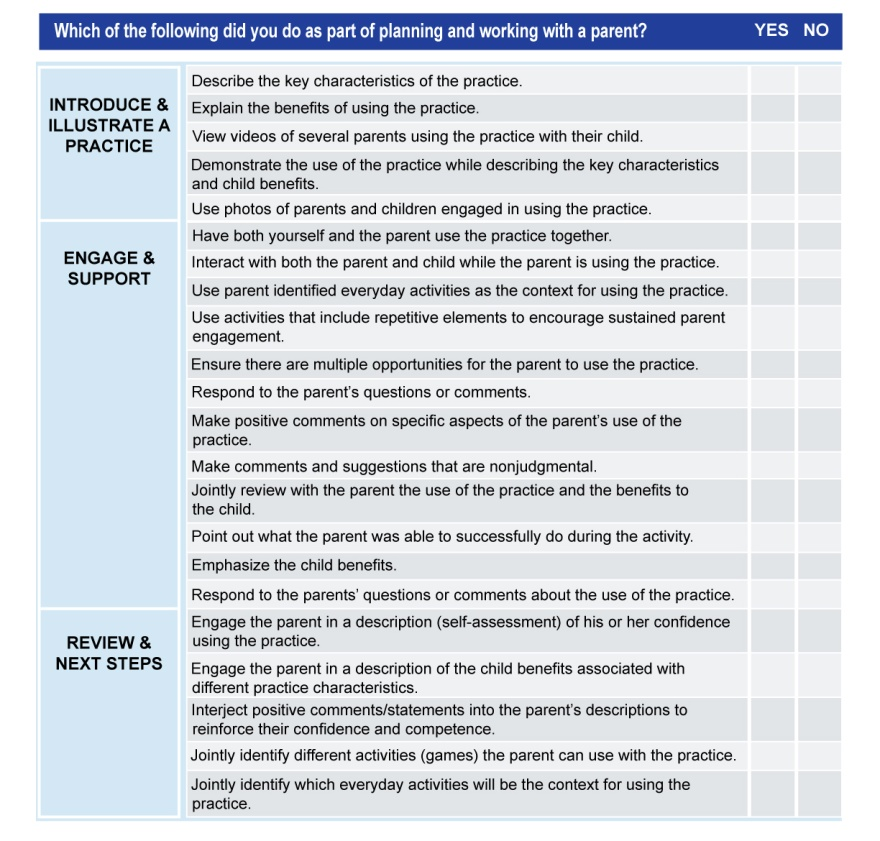 Which of the following did you do as part of planning and working with a parent? YES NO
INTRODUCE &
ILLUSTRATE A
PRACTICE
Describe the key characteristics of the practice.
Explain the benefits of using the practice.
View videos of several parents using the practice with their child.
Demonstrate the use of the practice while describing the key characteristics
and child benefits.
Use photos of parents and children engaged in using the practice.
ENGAGE &
SUPPORT
Have both yourself and the parent use the practice together.
Interact with both the parent and child while the parent is using the practice.
Use parent identified everyday activities as the context for using the practice.
Use activities that include repetitive elements to encourage sustained parent
engagement.
Ensure there are multiple opportunities for the parent to use the practice.
Respond to the parent’s questions or comments.
Make positive comments on specific aspects of the parent’s use of the
practice.
Make comments and suggestions that are nonjudgmental.
Jointly review with the parent the use of the practice and the benefits to
the child.
Point out what the parent was able to successfully do during the activity.
Emphasize the child benefits.
Respond to the parents’ questions or comments about the use of the practice.
REVIEW &
NEXT STEPS
Engage the parent in a description (self-assessment) of his or her confidence
using the practice.
Engage the parent in a description of the child benefits associated with
different practice characteristics.
Interject positive comments/statements into the parent’s descriptions to
reinforce their confidence and competence.
Jointly identify different activities (games) the parent can use with the practice.
Jointly identify which everyday activities will be the context for using the
practice.